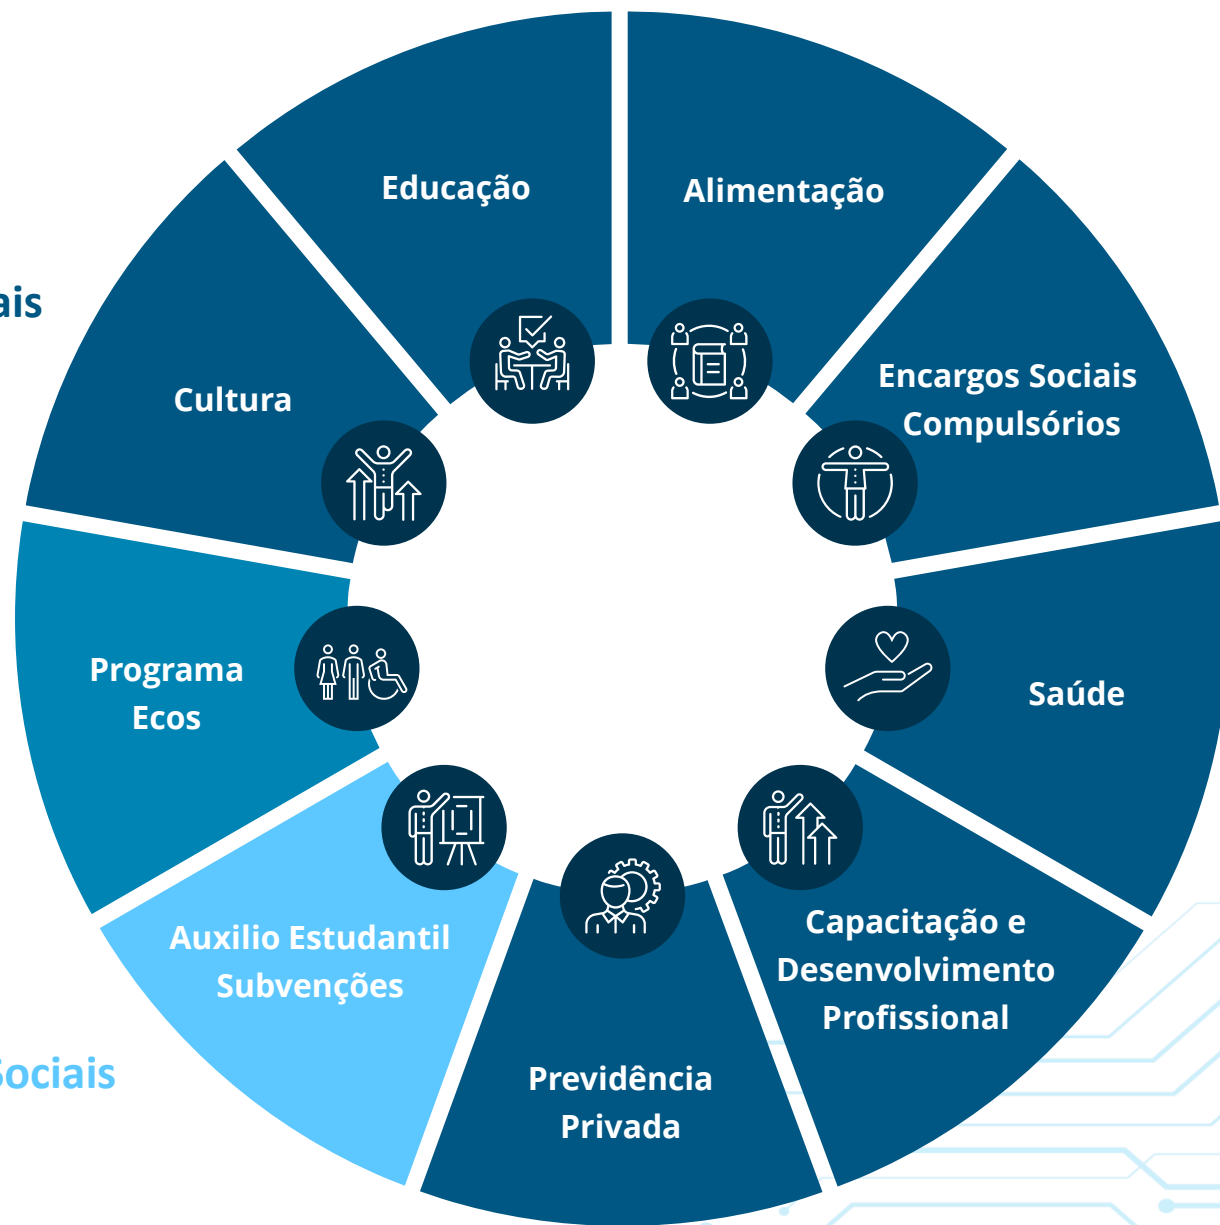 Educação
Alimentação
ais
Encargos Sociais
Compulsórios
Cultura
Programa
Ecos
Saúde
Auxilio Estudantil
Subvenções
Capacitação e
Desenvolvimento
Profissional
Sociais
Previdência
Privada